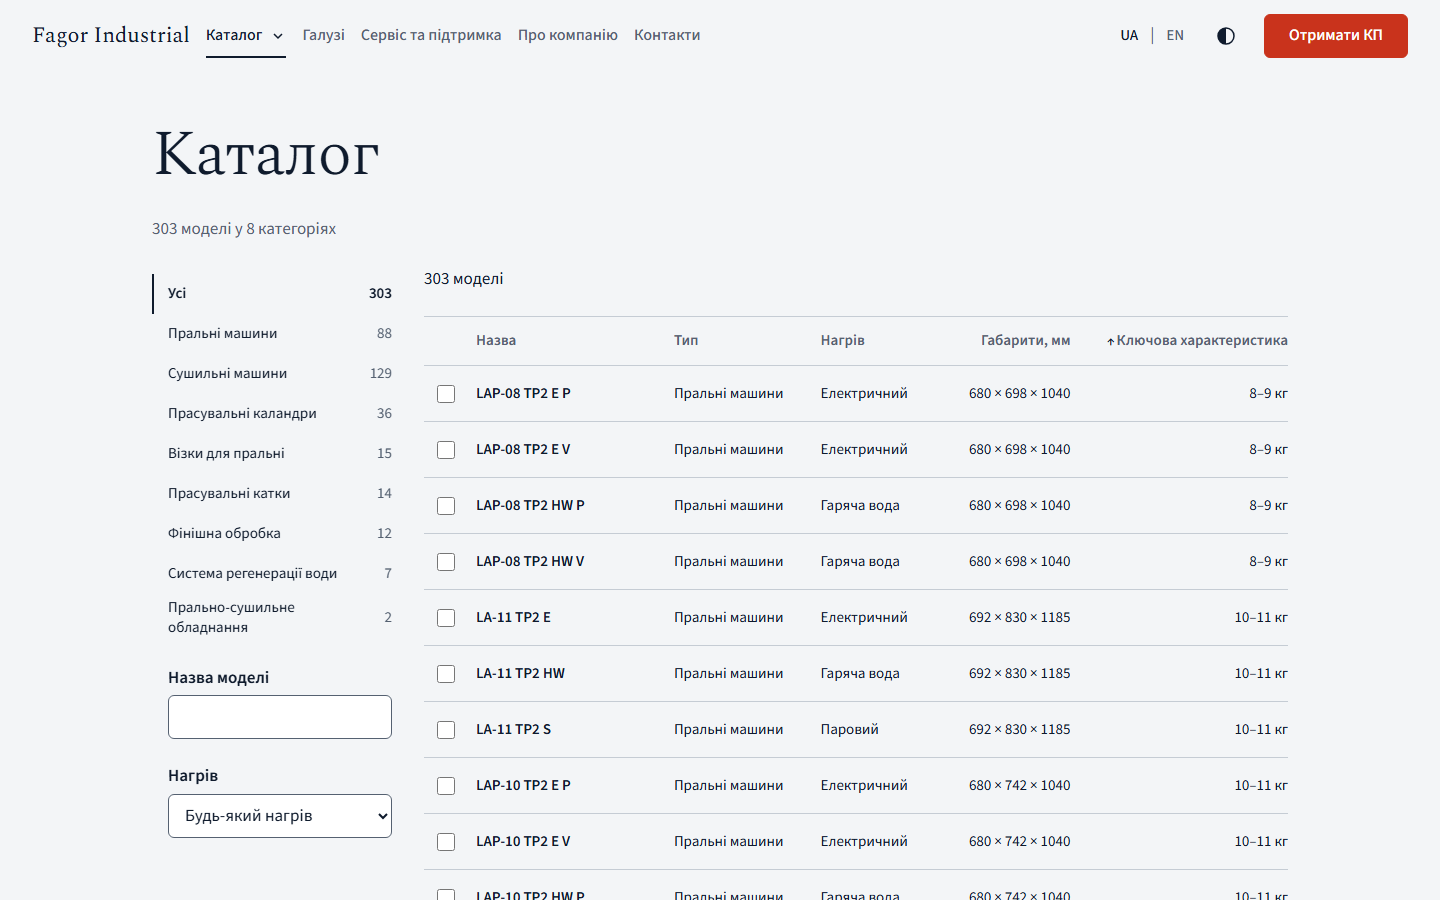 Fagor Industrial Каталог Галузі Сервіс та підтримка Про компанію Контакти UA | EN Отримати КП
Каталог
303 моделі у 8 категоріях
Усі 303
Пральні машини 88
Сушильні машини 129
Прасувальні каландри 36
Візки для пральні 15
Прасувальні катки 14
Фінішна обробка 12
Система регенерації води 7
Прально-сушильне
обладнання 2
Назва моделі
Нагрів
Будь-який нагрів
303 моделі
Назва Тип Нагрів Габарити, мм ↑Ключова характеристика
LAP-08 TP2 E P Пральні машини Електричний 680 × 698 × 1040 8–9 кг
LAP-08 TP2 E V Пральні машини Електричний 680 × 698 × 1040 8–9 кг
LAP-08 TP2 HW P Пральні машини Гаряча вода 680 × 698 × 1040 8–9 кг
LAP-08 TP2 HW V Пральні машини Гаряча вода 680 × 698 × 1040 8–9 кг
LA-11 TP2 E Пральні машини Електричний 692 × 830 × 1185 10–11 кг
LA-11 TP2 HW Пральні машини Гаряча вода 692 × 830 × 1185 10–11 кг
LA-11 TP2 S Пральні машини Паровий 692 × 830 × 1185 10–11 кг
LAP-10 TP2 E P Пральні машини Електричний 680 × 742 × 1040 10–11 кг
LAP-10 TP2 E V Пральні машини Електричний 680 × 742 × 1040 10–11 кг
LAP-10 TP2 HW P Пральні машини Гаряча вода 680 × 742 × 1040 10–11 кг